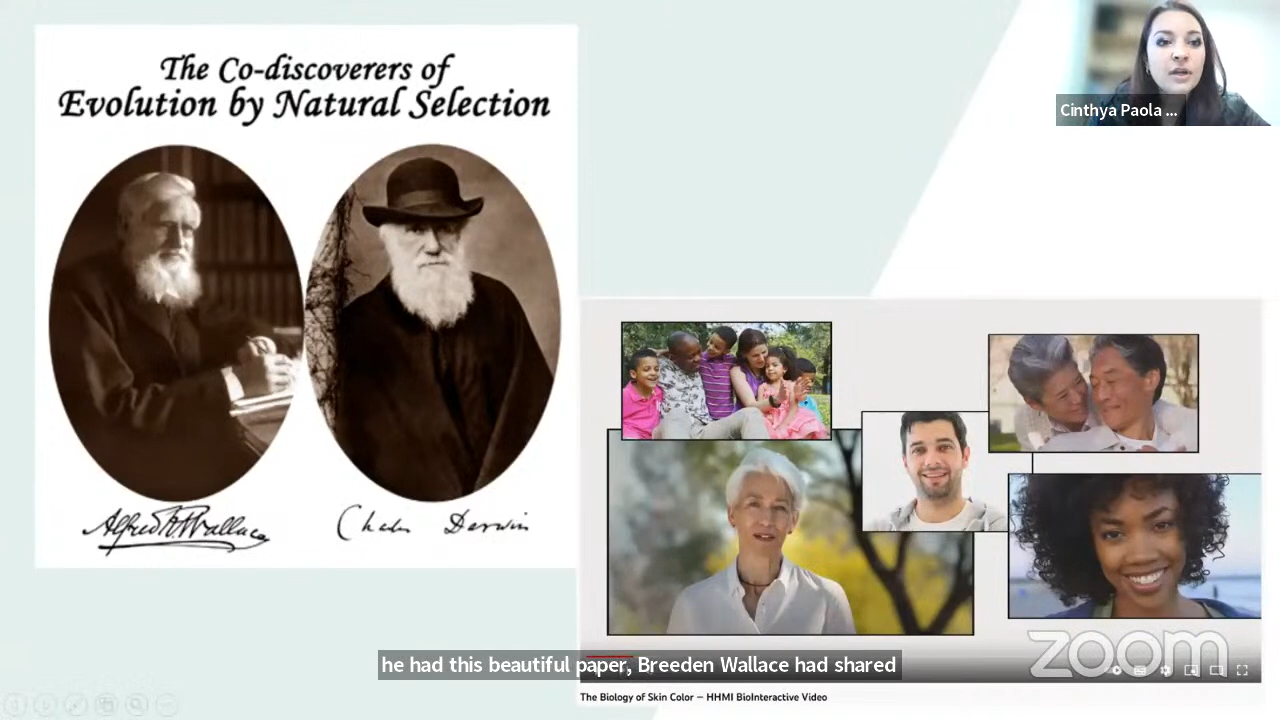 The Co-discoverers of
Evolution by Natural Selection
Cinthya Paola ...
Alfred R Wallace
Charles Darwin
zoom
he had this beautiful paper, Breeden Wallace had shared
The Biology of Skin Color – HHMI BioInteractive Video